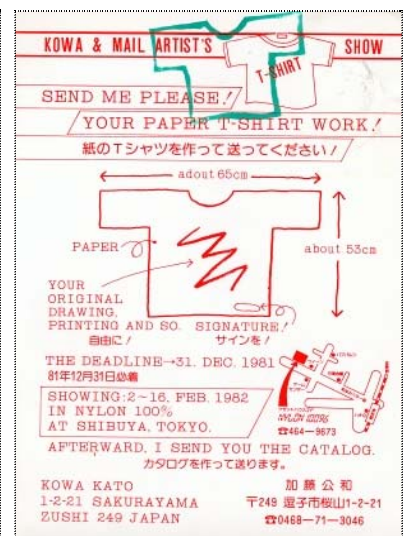 KOWA & MAIL ARTIST'S T-SHIRT SHOW
SEND ME PLEASE!
YOUR PAPER T-SHIRT WORK!
紙のTシャツを作って送ってください!
adout 65cm
PAPER
about 53cm
YOUR
ORIGINAL
DRAWING,
PRINTING AND SO.
自由に!
SIGNATURE!
サインを!
THE DEADLINE→31. DEC. 1981
81年12月31日必着
SHOWING: 2~16. FEB. 1982
IN NYLON 100%
AT SHIBUYA, TOKYO.
NYLON 100%
☎464-9673
AFTERWARD, I SEND YOU THE CATALOG.
カタログを作って送ります。
KOWA KATO
1-2-21 SAKURAYAMA
ZUSHI 249 JAPAN
加藤公和
〒249 逗子市桜山1-2-21
☎0468-71-3046